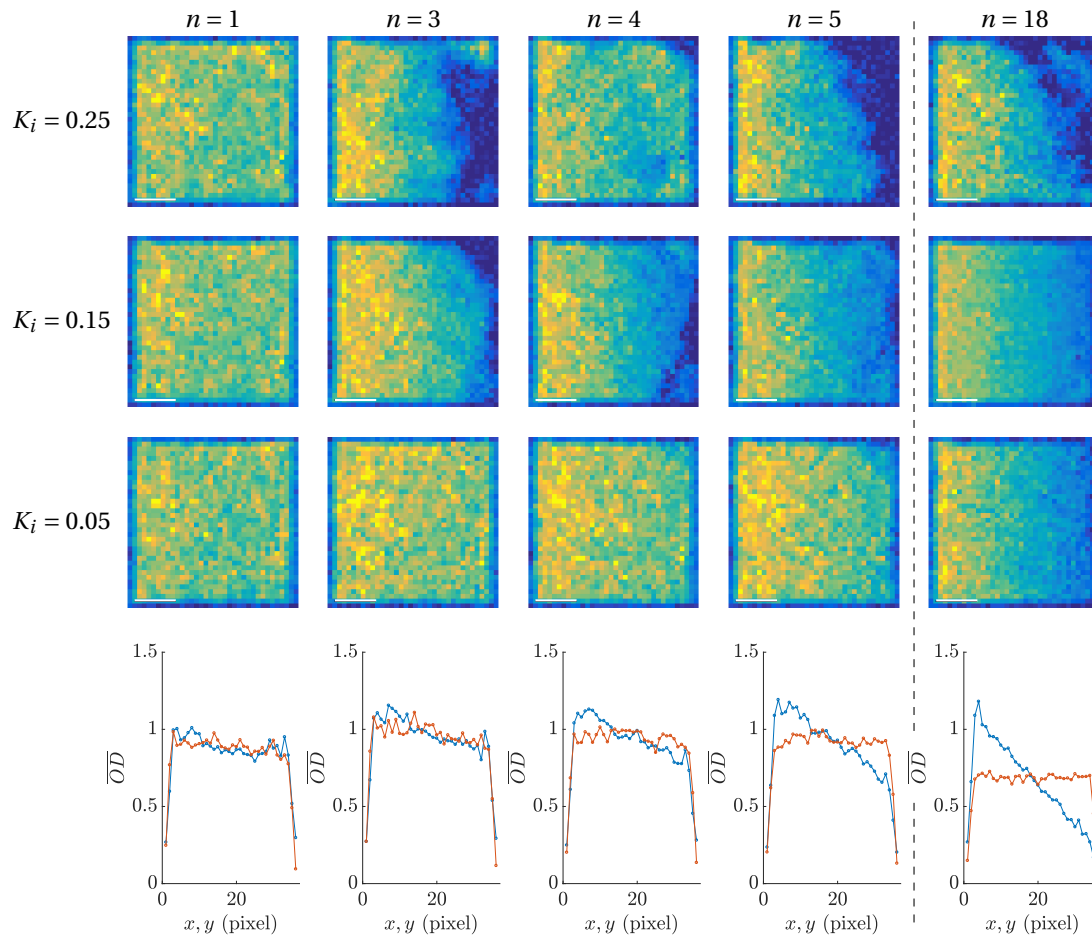 n = 1 n = 3 n = 4 n = 5 n = 18
K_i = 0.25
K_i = 0.15
K_i = 0.05
1.5 1.5 1.5 1.5 1.5
1 1 1 1 1
OD OD OD OD OD
0.5 0.5 0.5 0.5 0.5
0 0 0 0 0
0 20 0 20 0 20 0 20 0 20
x, y (pixel) x, y (pixel) x, y (pixel) x, y (pixel) x, y (pixel)